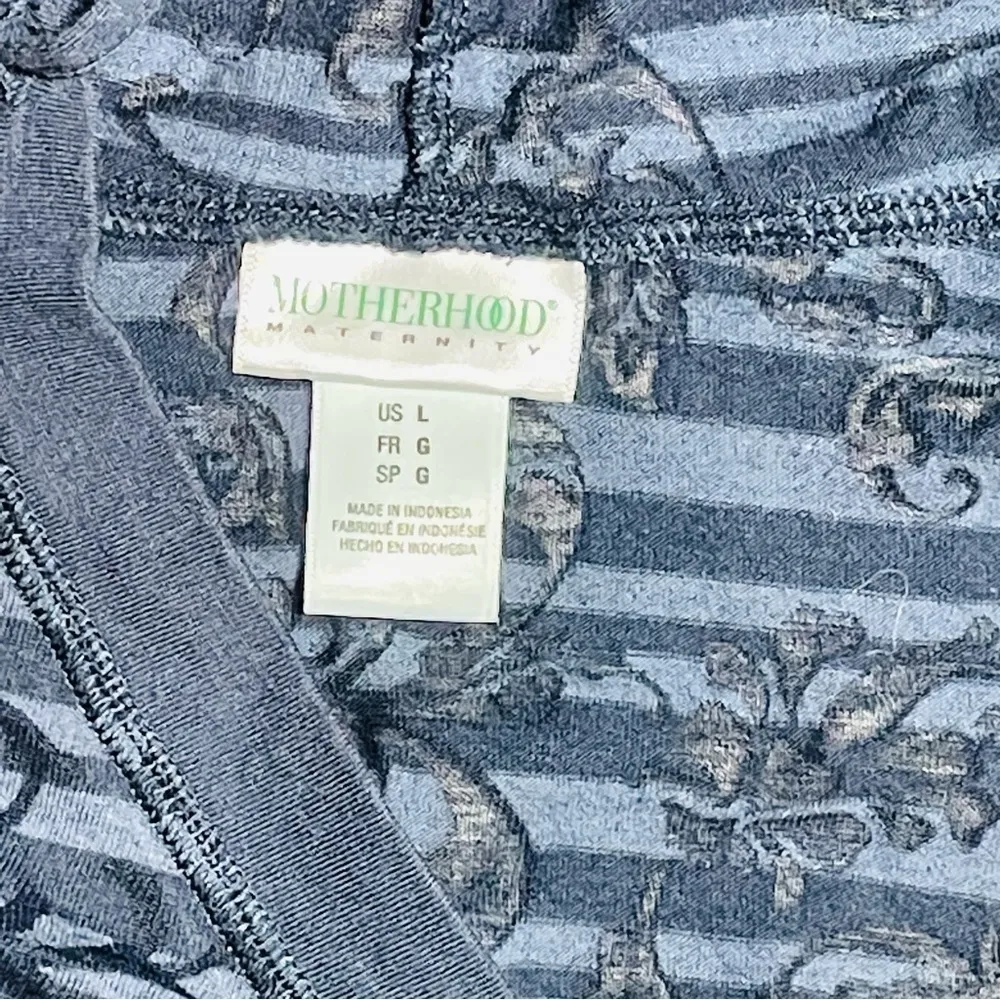 MOTHERHOOD®
MATERNITY
US L
FR G
SP G
MADE IN INDONESIA
FABRIQUÉ EN INDONÉSIE
HECHO EN INDONESIA